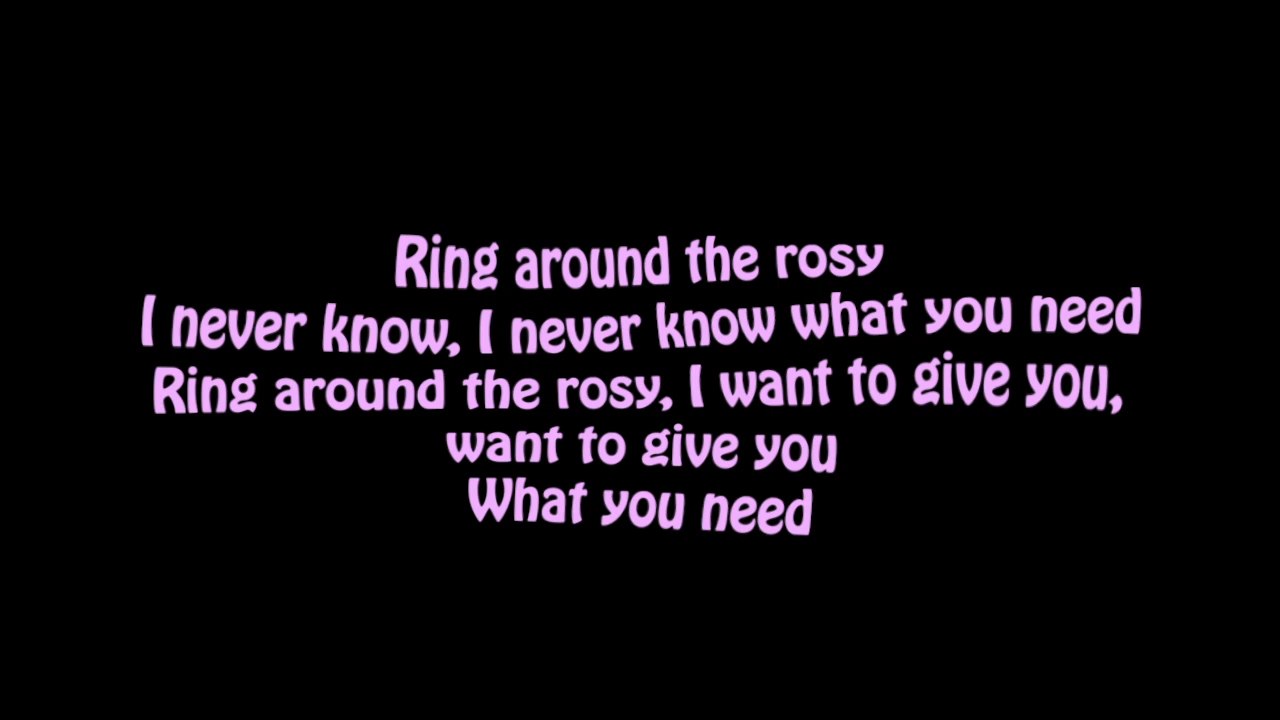 Ring around the rosy
I never know, I never know what you need
Ring around the rosy, I want to give you,
want to give you
What you need